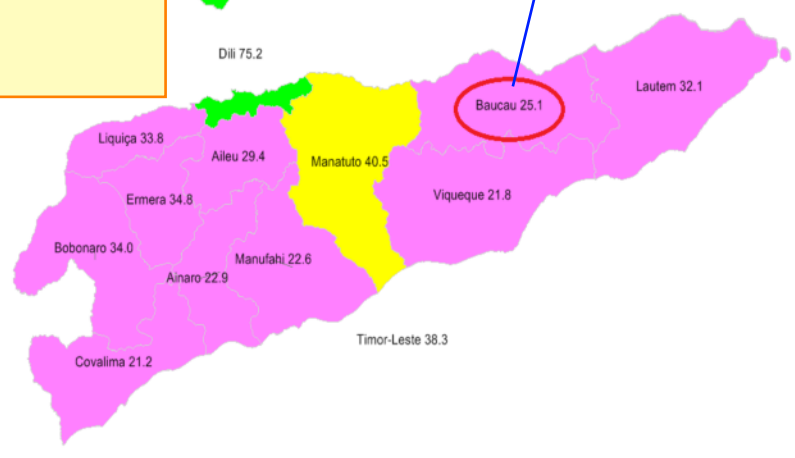 Dili 75.2
Lautem 32.1
Baucau 25.1
Liquiça 33.8
Aileu 29.4
Manatuto 40.5
Viqueque 21.8
Ermera 34.8
Bobonaro 34.0
Manufahi 22.6
Ainaro 22.9
Timor-Leste 38.3
Covalima 21.2